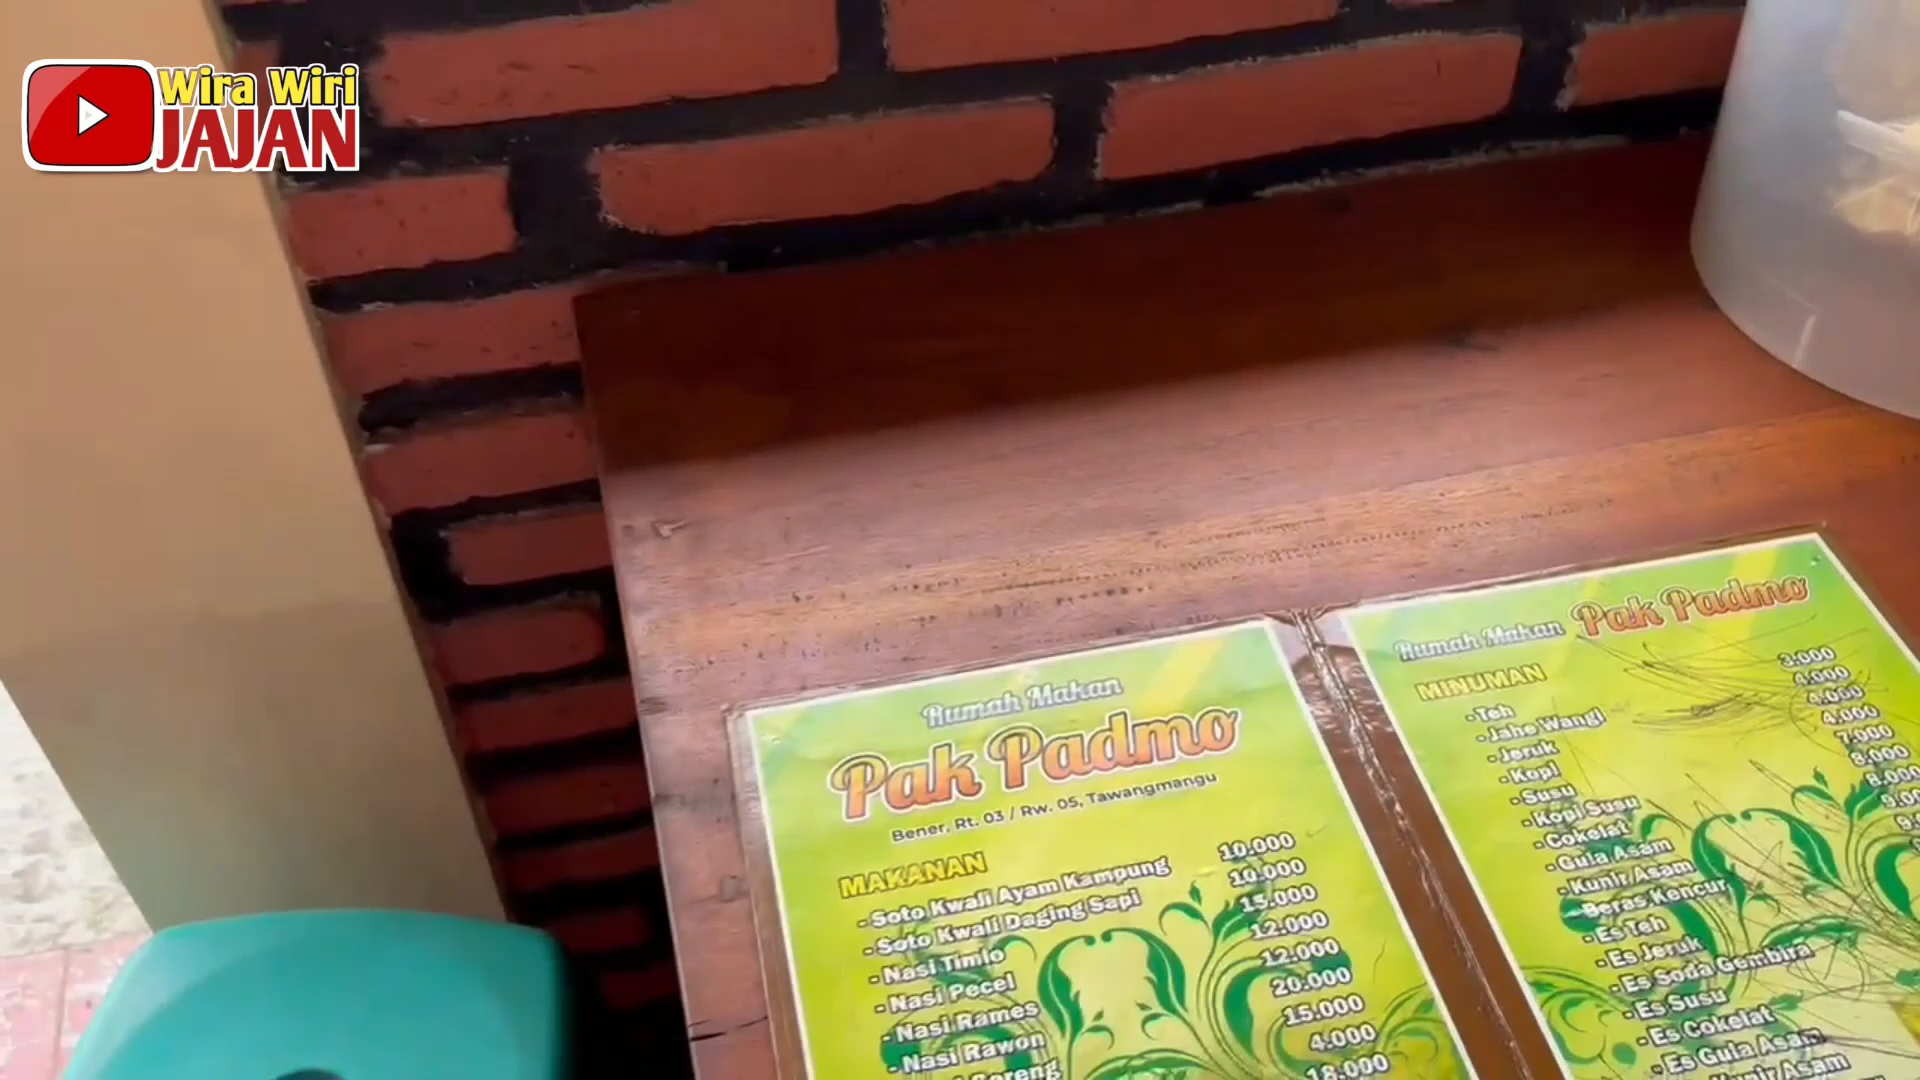 Wira Wiri
JAJAN
Rumah Makan
Pak Padmo
Bener, Rt. 03 / Rw. 05, Tawangmangu
MAKANAN
- Soto Kwali Ayam Kampung 10.000
- Soto Kwali Daging Sapi 10.000
- Nasi Timlo 15.000
- Nasi Pecel 12.000
- Nasi Rames 12.000
- Nasi Rawon 20.000
15.000
4.000
18.000
Rumah Makan Pak Padmo
MINUMAN
- Teh 3.000
- Jahe Wangi 4.000
- Jeruk 4.000
- Kopi 4.000
- Susu 7.000
- Kopi Susu 8.000
- Cokelat 8.000
- Gula Asam
- Kunir Asam
- Beras Kencur
- Es Teh
- Es Jeruk
- Es Soda Gembira
- Es Susu
- Es Cokelat
- Es Gula Asam